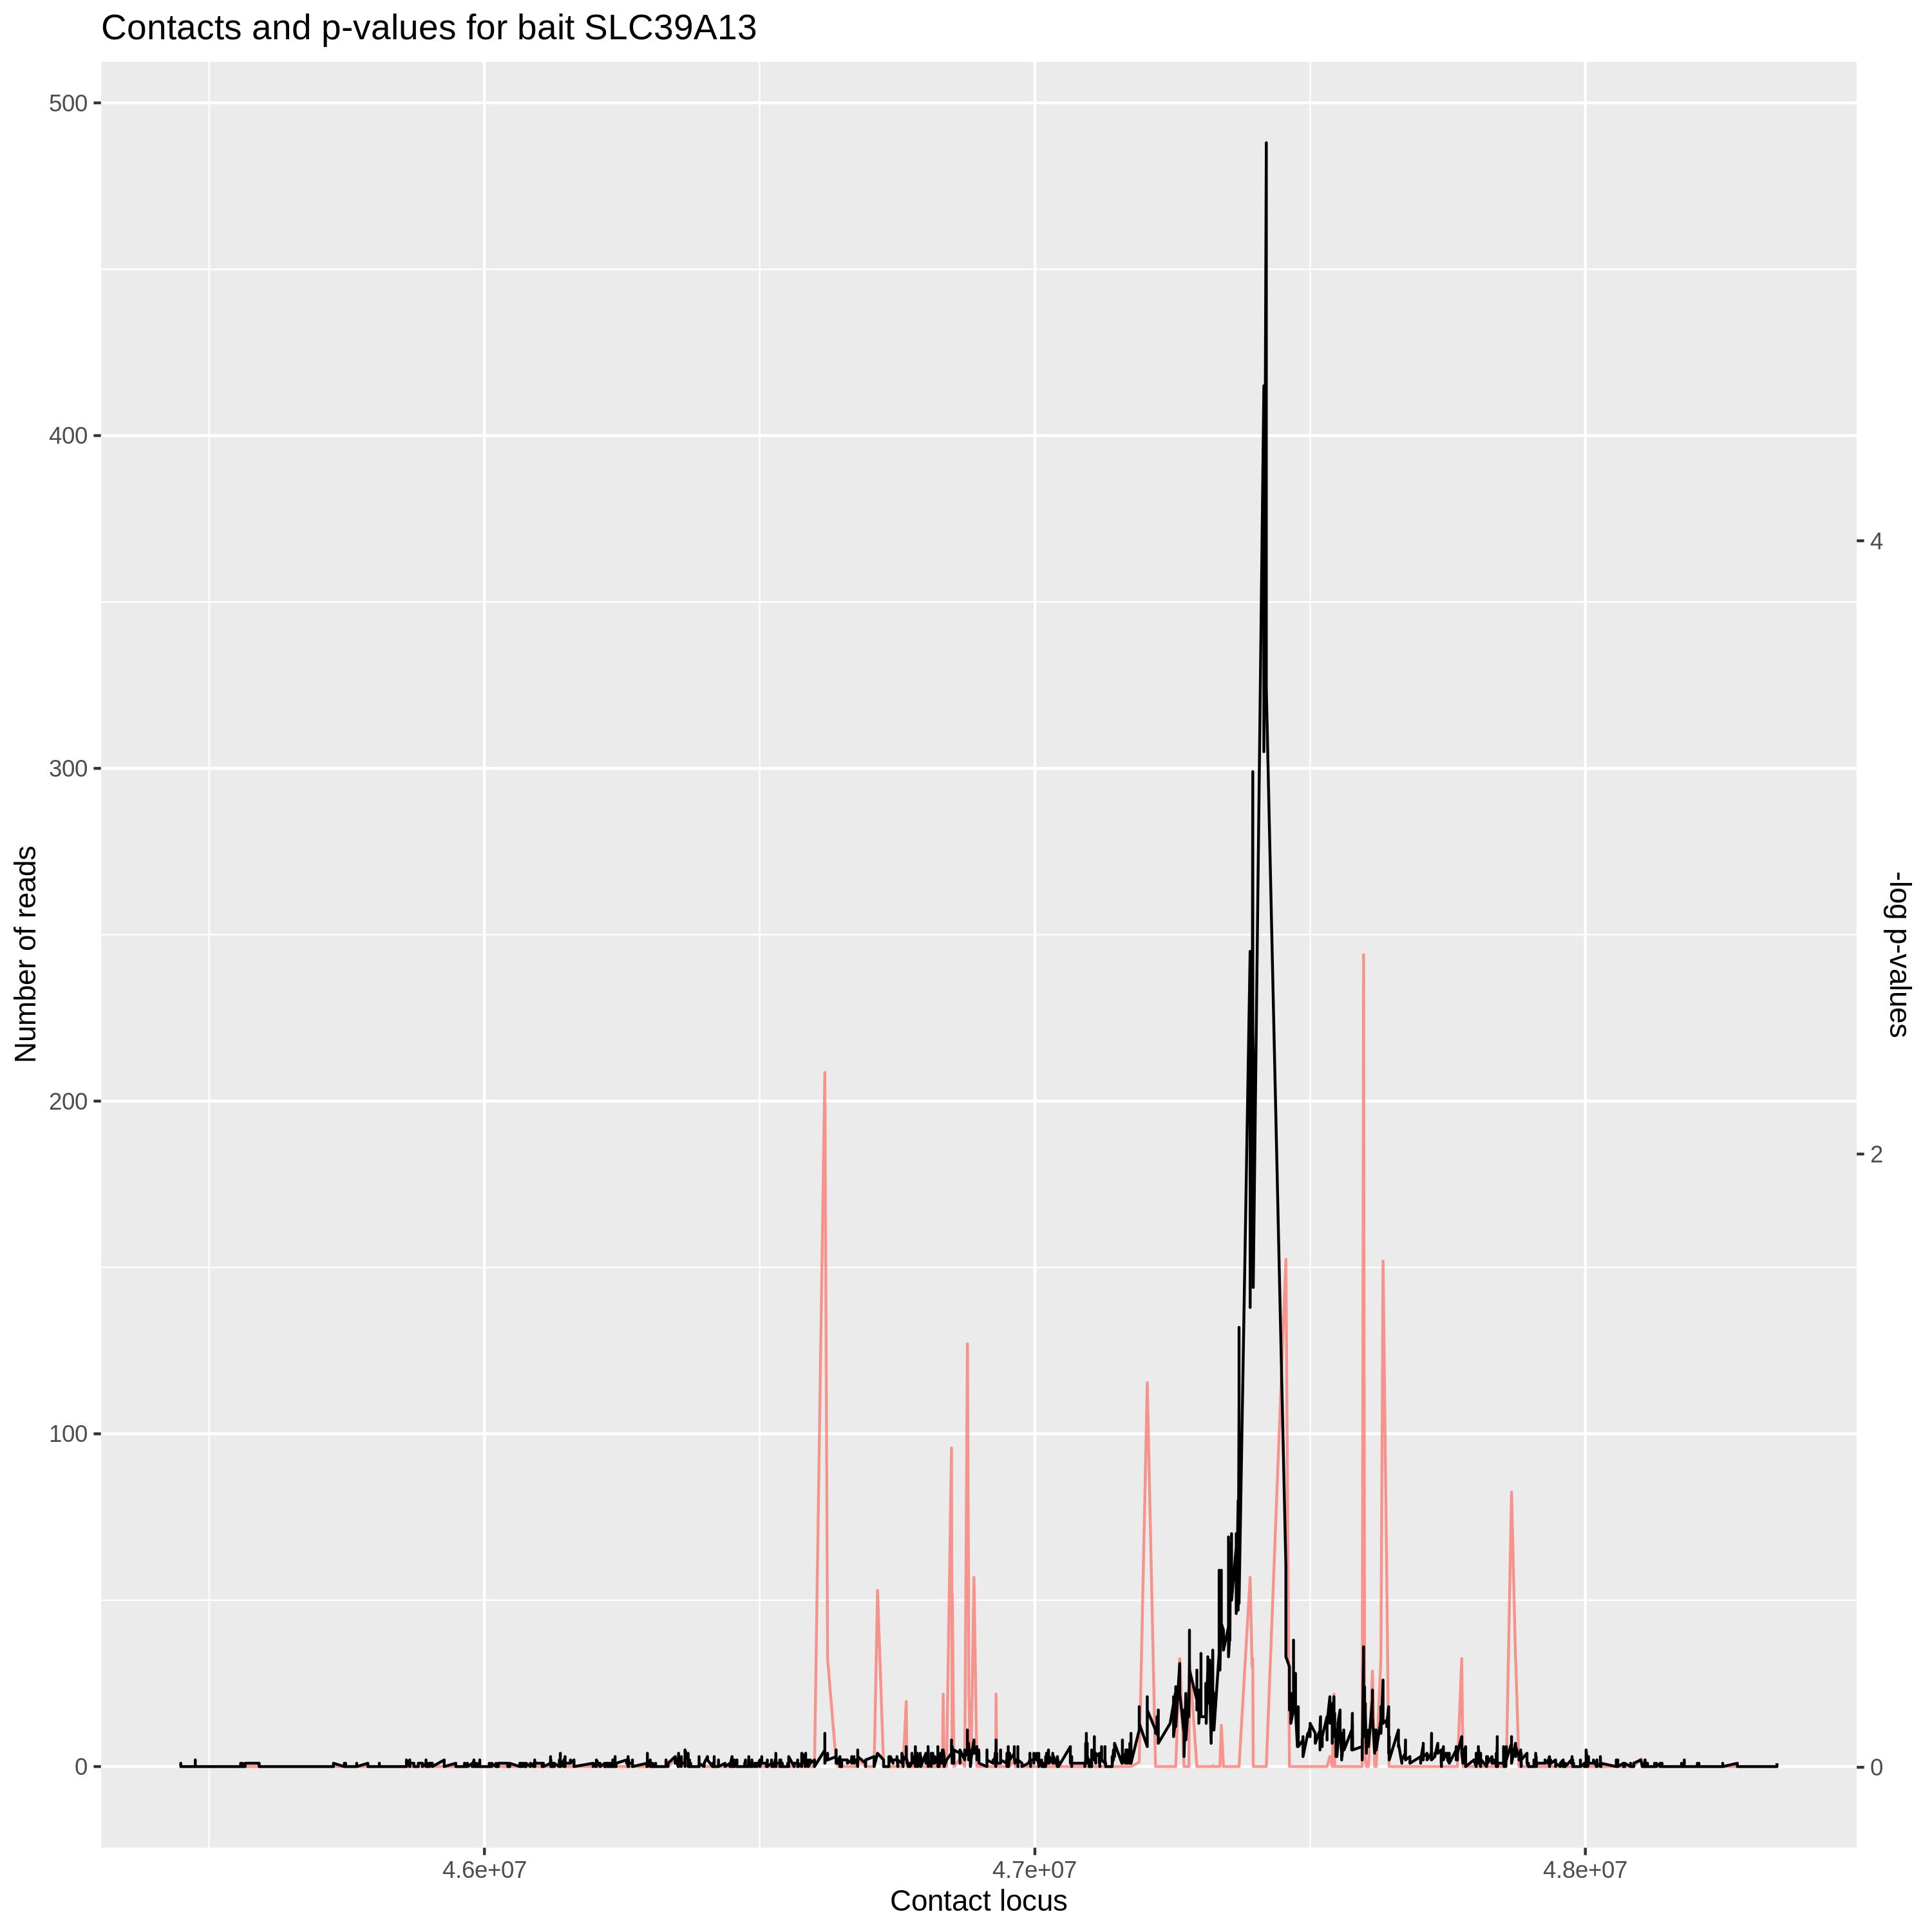 Contacts and p-values for bait SLC39A13
500
400
300
200
100
0
Number of reads
4
2
0
-log p-values
4.6e+07
4.7e+07
4.8e+07
Contact locus